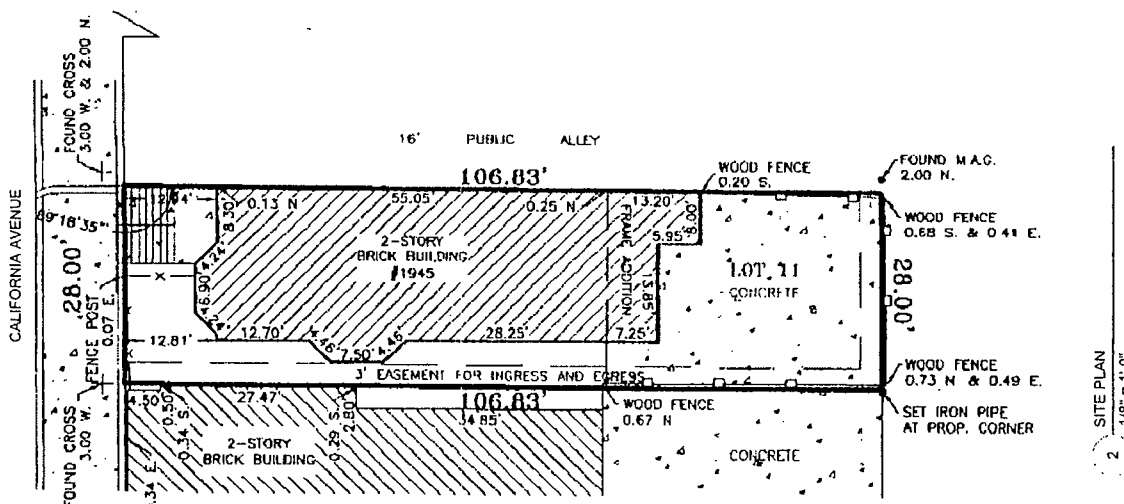 FOUND CROSS
3.00 W. & 2.00 N.
16' PUBLIC ALLEY
106.83'
WOOD FENCE
0.20 S.
FOUND M.A.G.
2.00 N.
CALIFORNIA AVENUE
89°18'35"
8.30'
0.13 N
55.05
0.25 N
13.20'
8.00'
WOOD FENCE
0.68 S. & 0.41 E.
28.00'
4.24'
2-STORY
BRICK BUILDING
#1945
FRAME ADDITION
5.95'
LOT 11
CONCRETE
28.00'
FENCE POST
0.07 E.
6.90'
12.81'
12.70'
4.46'
7.50'
4.46'
28.25'
7.25'
3' EASEMENT FOR INGRESS AND EGRESS
WOOD FENCE
0.73 N & 0.49 E.
FOUND CROSS
3.00 W.
4.50'
0.50'
27.47'
2.80'
106.83'
34.85'
WOOD FENCE
0.67 N
SET IRON PIPE
AT PROP. CORNER
0.34 S.
0.29 S.
2-STORY
BRICK BUILDING
CONCRETE
.34 E.
2
SITE PLAN